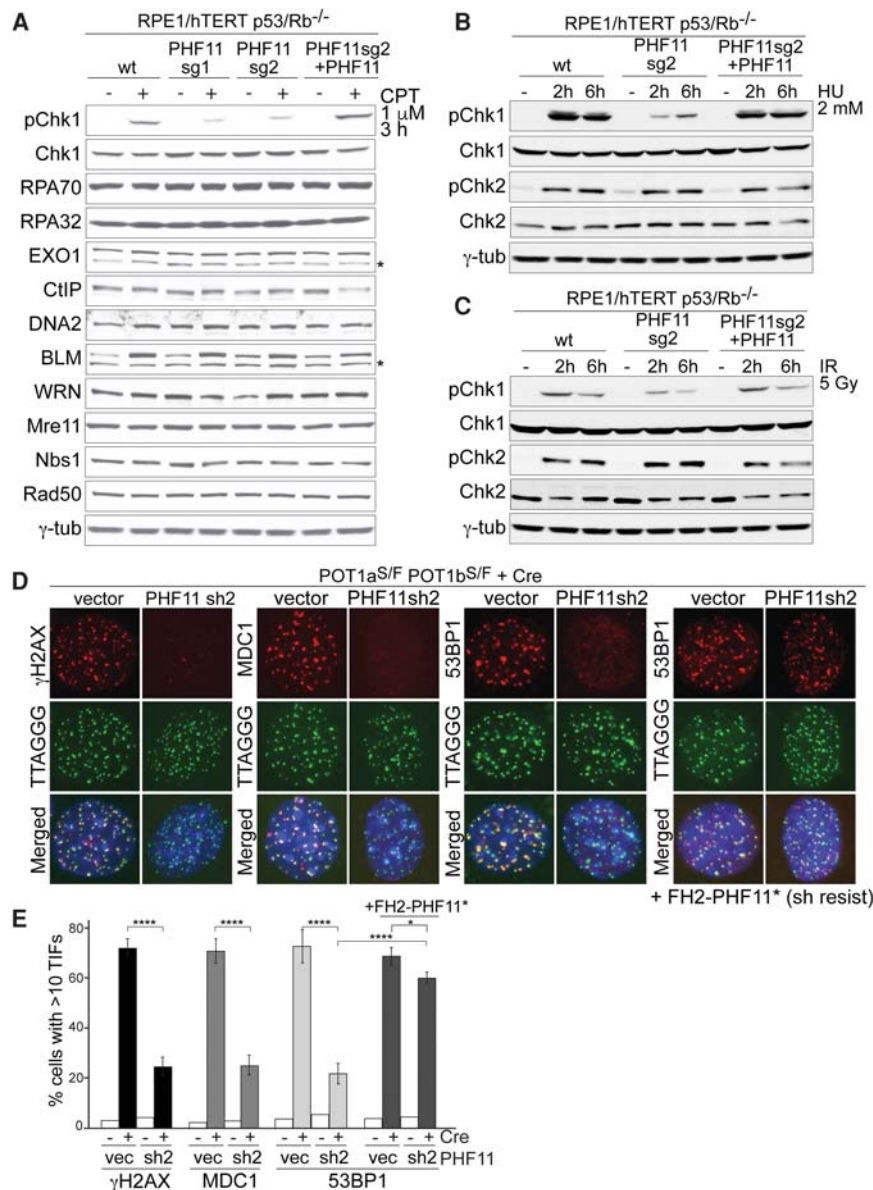 A
RPE1/hTERT p53/Rb-/-
wt
PHF11 sg1
PHF11 sg2
PHF11sg2 +PHF11
- + - + - + - +
CPT
1 μM
3 h
pChk1
Chk1
RPA70
RPA32
EXO1
*
CtIP
DNA2
BLM
*
WRN
Mre11
Nbs1
Rad50
γ-tub
B
RPE1/hTERT p53/Rb-/-
wt
PHF11 sg2
PHF11sg2 +PHF11
- 2h 6h - 2h 6h - 2h 6h
HU
2 mM
pChk1
Chk1
pChk2
Chk2
γ-tub
C
RPE1/hTERT p53/Rb-/-
wt
PHF11 sg2
PHF11sg2 +PHF11
- 2h 6h - 2h 6h - 2h 6h
IR
5 Gy
pChk1
Chk1
pChk2
Chk2
γ-tub
D
POT1aS/F POT1bS/F + Cre
vector PHF11 sh2 vector PHF11sh2 vector PHF11sh2 vector PHF11sh2
γH2AX MDC1 53BP1 53BP1
TTAGGG TTAGGG TTAGGG TTAGGG
Merged Merged Merged Merged
+ FH2-PHF11* (sh resist)
E
+FH2-PHF11*
**** **** **** **** *
% cells with >10 TIFs
80
60
40
20
0
- + - + - + - + - + - + - + - + Cre
vec sh2 vec sh2 vec sh2 vec sh2 PHF11
γH2AX MDC1 53BP1